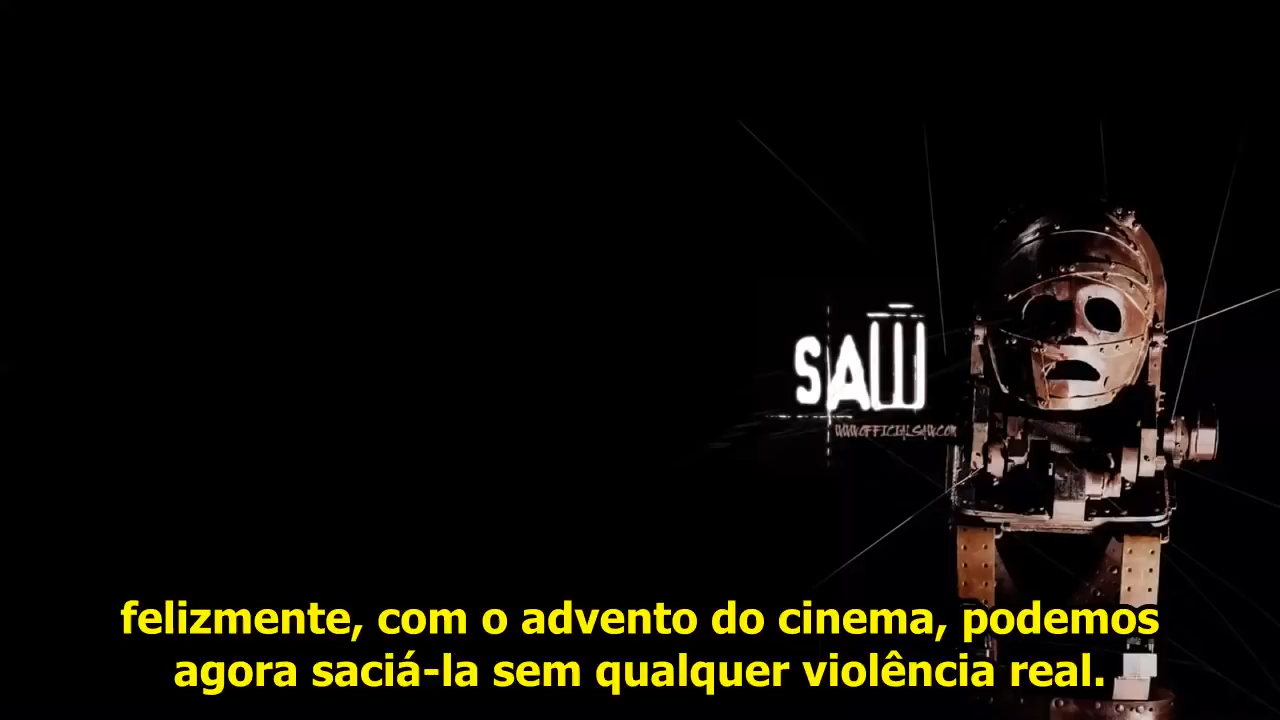 SAW
WWW.OFFICIALSAW.COM
felizmente, com o advento do cinema, podemos
agora saciá-la sem qualquer violência real.